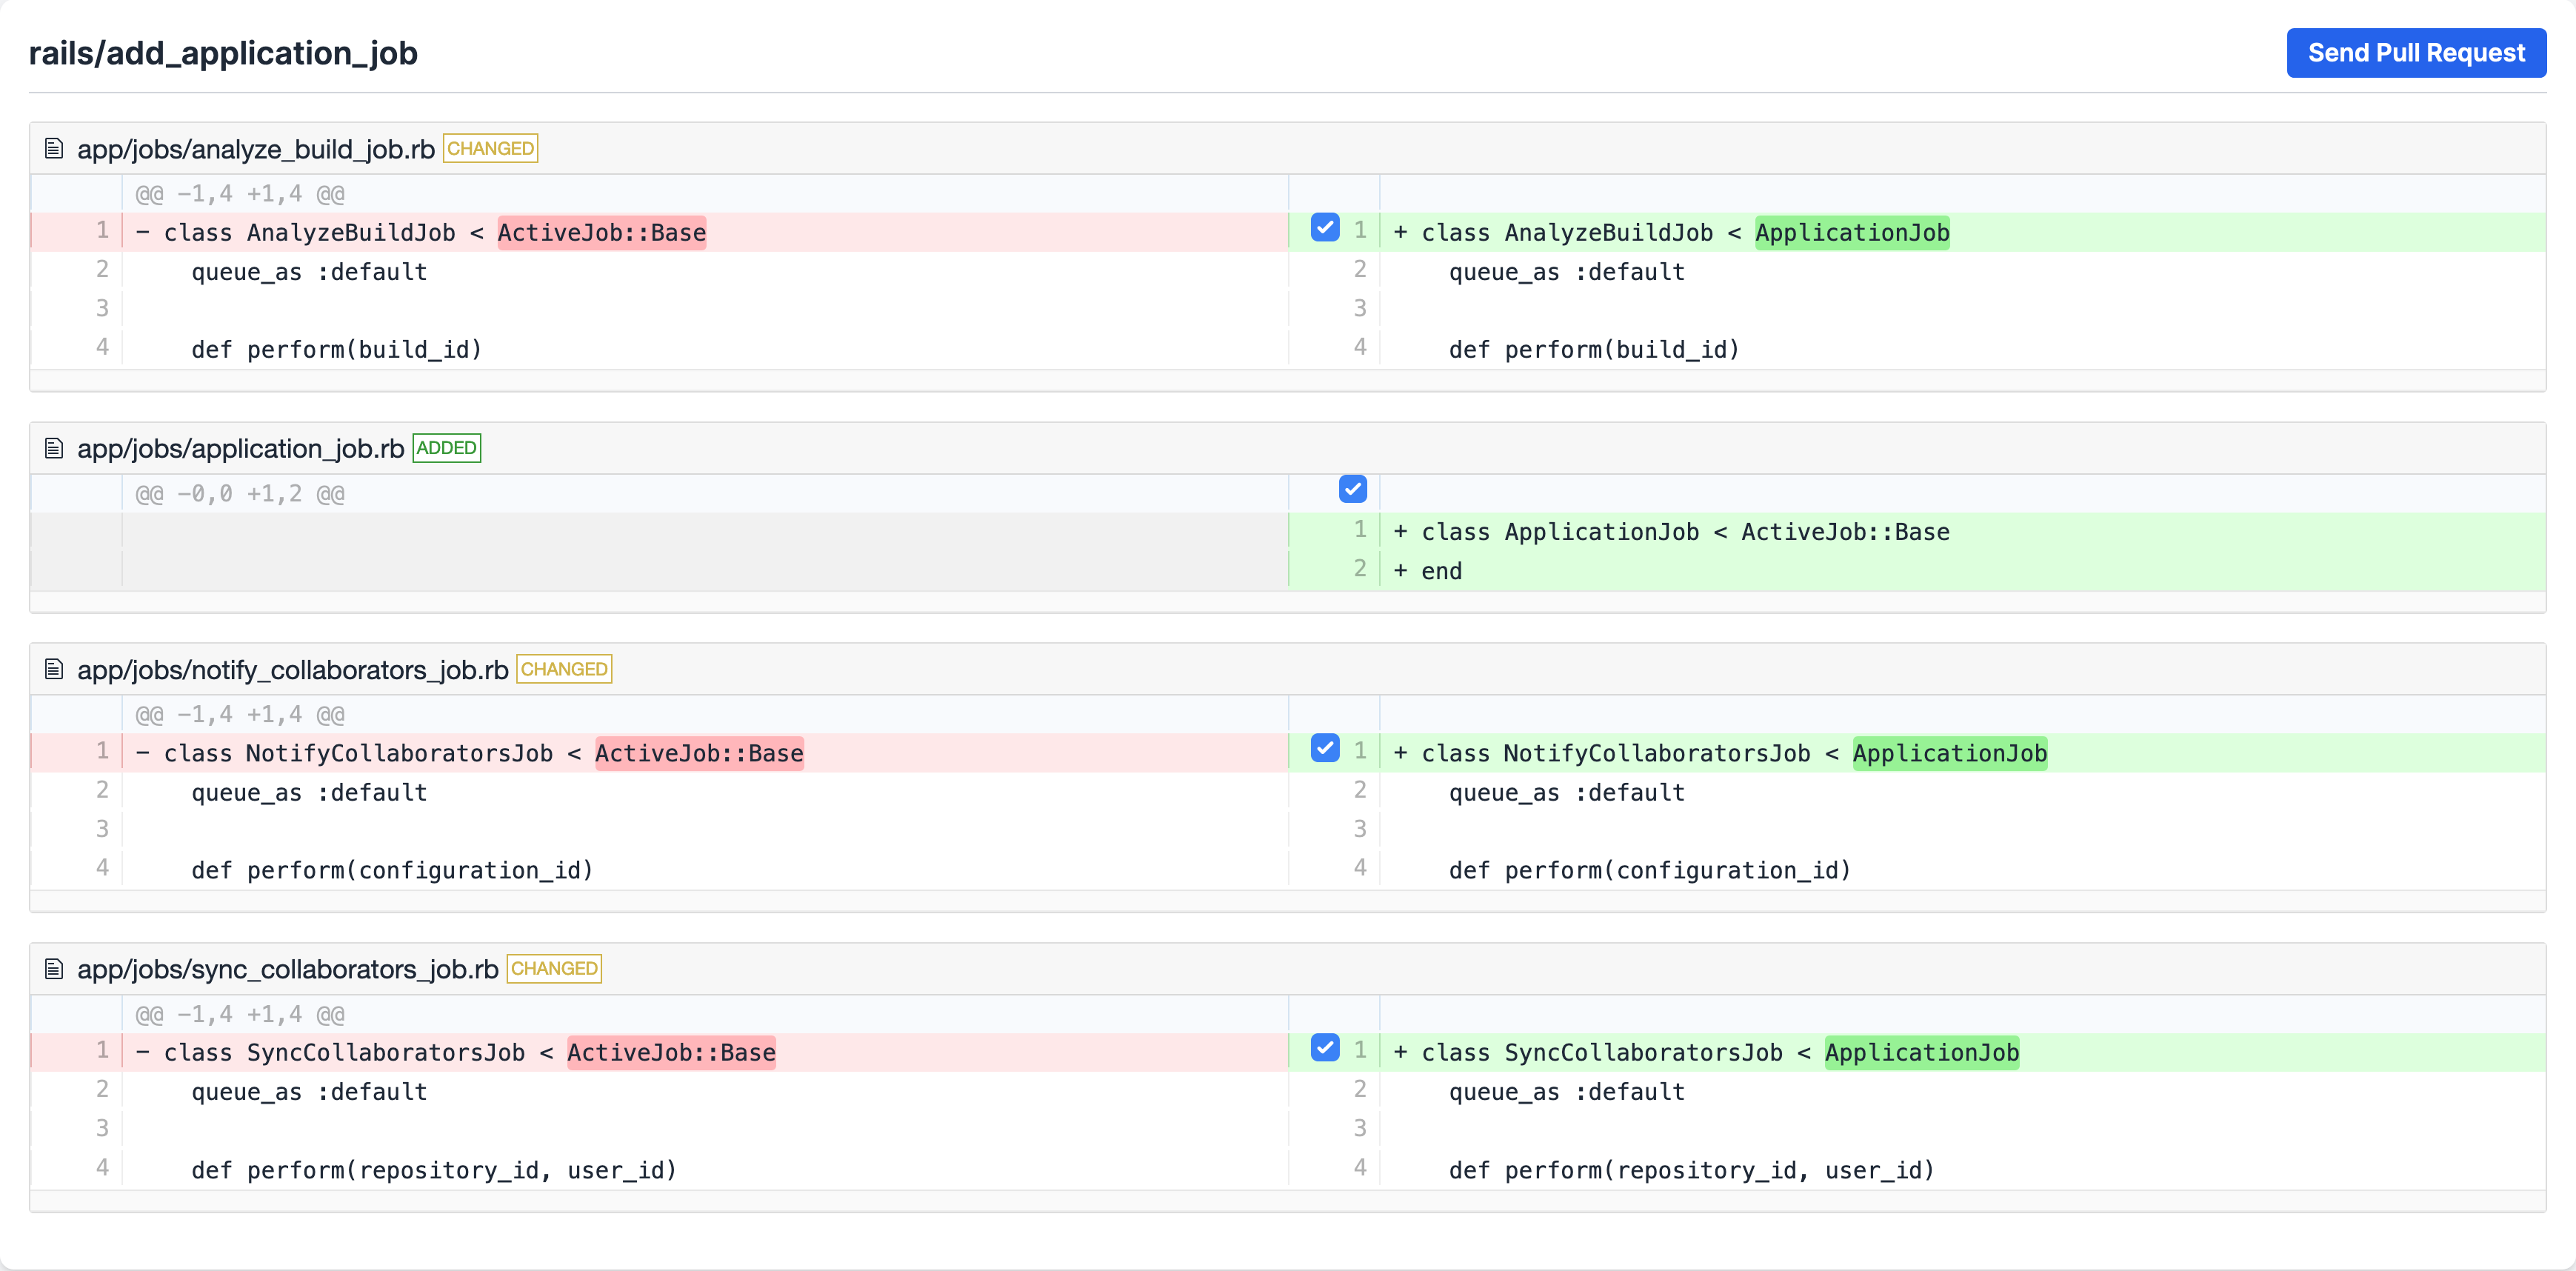 rails/add_application_job
Send Pull Request
app/jobs/analyze_build_job.rb CHANGED
@@ -1,4 +1,4 @@
1 - class AnalyzeBuildJob < ActiveJob::Base 1 + class AnalyzeBuildJob < ApplicationJob
2 queue_as :default 2 queue_as :default
3 3
4 def perform(build_id) 4 def perform(build_id)
app/jobs/application_job.rb ADDED
@@ -0,0 +1,2 @@
1 + class ApplicationJob < ActiveJob::Base
2 + end
app/jobs/notify_collaborators_job.rb CHANGED
@@ -1,4 +1,4 @@
1 - class NotifyCollaboratorsJob < ActiveJob::Base 1 + class NotifyCollaboratorsJob < ApplicationJob
2 queue_as :default 2 queue_as :default
3 3
4 def perform(configuration_id) 4 def perform(configuration_id)
app/jobs/sync_collaborators_job.rb CHANGED
@@ -1,4 +1,4 @@
1 - class SyncCollaboratorsJob < ActiveJob::Base 1 + class SyncCollaboratorsJob < ApplicationJob
2 queue_as :default 2 queue_as :default
3 3
4 def perform(repository_id, user_id) 4 def perform(repository_id, user_id)